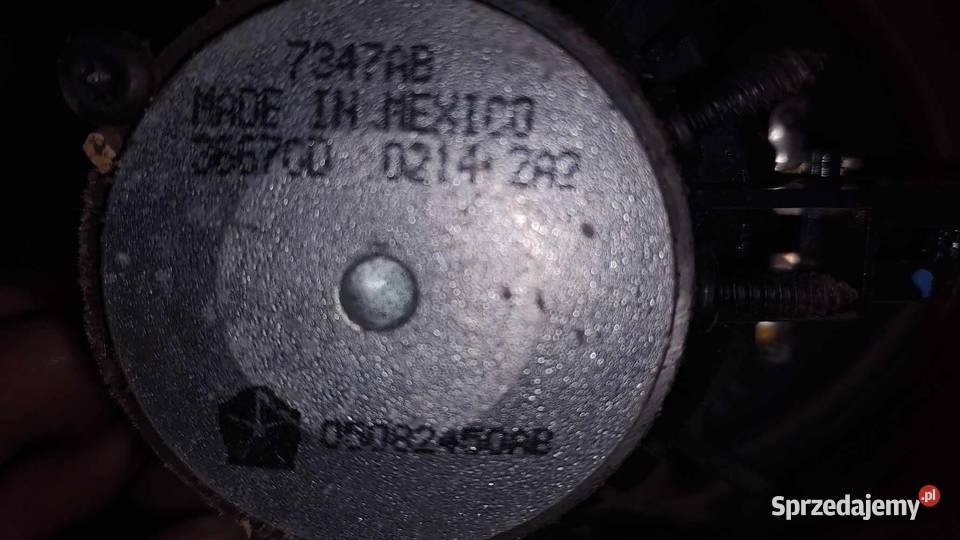 7347AB
MADE IN MEXICO
0214 2A2
05082450AB
Sprzedajemy.pl